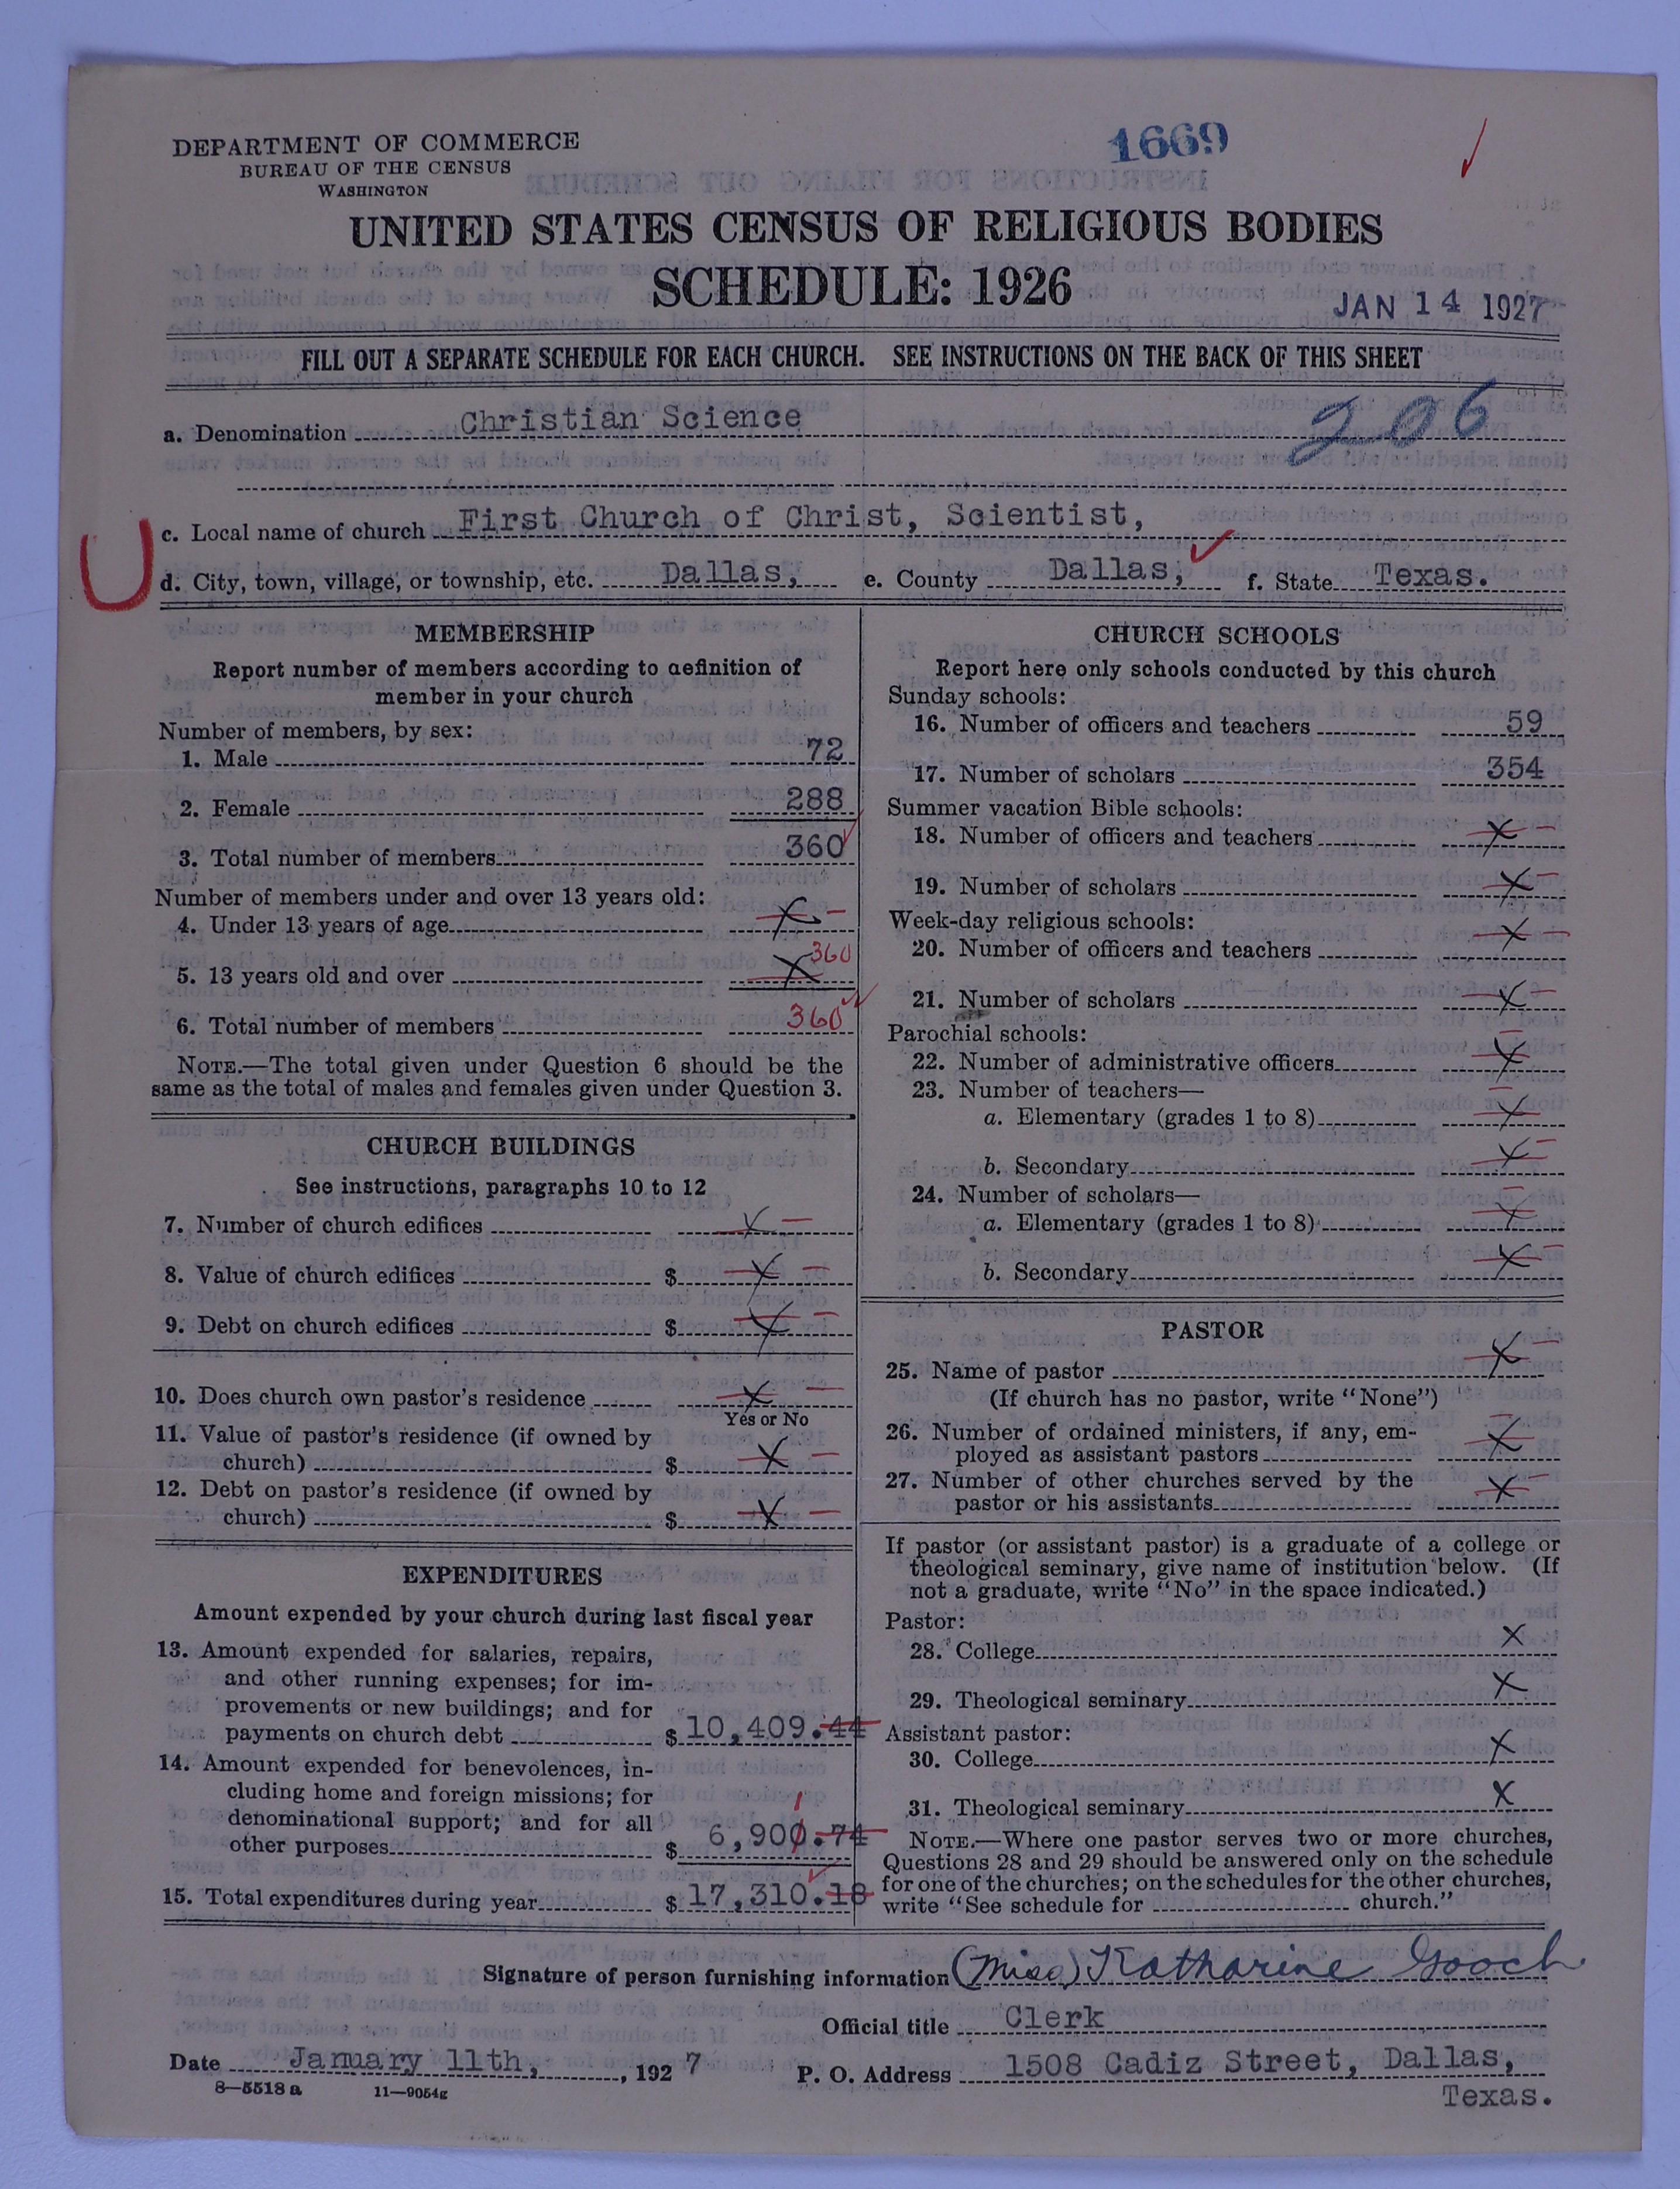 DEPARTMENT OF COMMERCE
BUREAU OF THE CENSUS
WASHINGTON
1669
UNITED STATES CENSUS OF RELIGIOUS BODIES
SCHEDULE: 1926
JAN 14 1927
FILL OUT A SEPARATE SCHEDULE FOR EACH CHURCH. SEE INSTRUCTIONS ON THE BACK OF THIS SHEET
a. Denomination Christian Science 206
c. Local name of church First Church of Christ, Scientist,
d. City, town, village, or township, etc. Dallas, e. County Dallas, f. State Texas.
MEMBERSHIP
Report number of members according to definition of
member in your church
Number of members, by sex:
1. Male 72
2. Female 288
3. Total number of members 360
Number of members under and over 13 years old:
4. Under 13 years of age X –
5. 13 years old and over X 360
6. Total number of members 360
NOTE.—The total given under Question 6 should be the
same as the total of males and females given under Question 3.
CHURCH BUILDINGS
See instructions, paragraphs 10 to 12
7. Number of church edifices X –
8. Value of church edifices $ X –
9. Debt on church edifices $ X –
10. Does church own pastor's residence X –
Yes or No
11. Value of pastor's residence (if owned by
church) $ X –
12. Debt on pastor's residence (if owned by
church) $ X –
EXPENDITURES
Amount expended by your church during last fiscal year
13. Amount expended for salaries, repairs,
and other running expenses; for im-
provements or new buildings; and for
payments on church debt $ 10,409.44
14. Amount expended for benevolences, in-
cluding home and foreign missions; for
denominational support; and for all
1
other purposes $ 6,900.74
15. Total expenditures during year $ 17,310.18
CHURCH SCHOOLS
Report here only schools conducted by this church
Sunday schools:
16. Number of officers and teachers 59
17. Number of scholars 354
Summer vacation Bible schools:
18. Number of officers and teachers X –
19. Number of scholars X –
Week-day religious schools:
20. Number of officers and teachers X –
21. Number of scholars X –
Parochial schools:
22. Number of administrative officers X –
23. Number of teachers—
a. Elementary (grades 1 to 8) X –
b. Secondary X –
24. Number of scholars—
a. Elementary (grades 1 to 8) X –
b. Secondary X –
PASTOR
25. Name of pastor X –
(If church has no pastor, write "None")
26. Number of ordained ministers, if any, em-
ployed as assistant pastors X –
27. Number of other churches served by the
pastor or his assistants X –
If pastor (or assistant pastor) is a graduate of a college or
theological seminary, give name of institution below. (If
not a graduate, write "No" in the space indicated.)
Pastor:
28. College X
29. Theological seminary X
Assistant pastor:
30. College X
31. Theological seminary X
NOTE.—Where one pastor serves two or more churches,
Questions 28 and 29 should be answered only on the schedule
for one of the churches; on the schedules for the other churches,
write "See schedule for church."
Signature of person furnishing information (Miss) Katharine Gooch
Official title Clerk
Date January 11th, , 1927 P. O. Address 1508 Cadiz Street, Dallas,
Texas.
8—5518 a 11—9054g